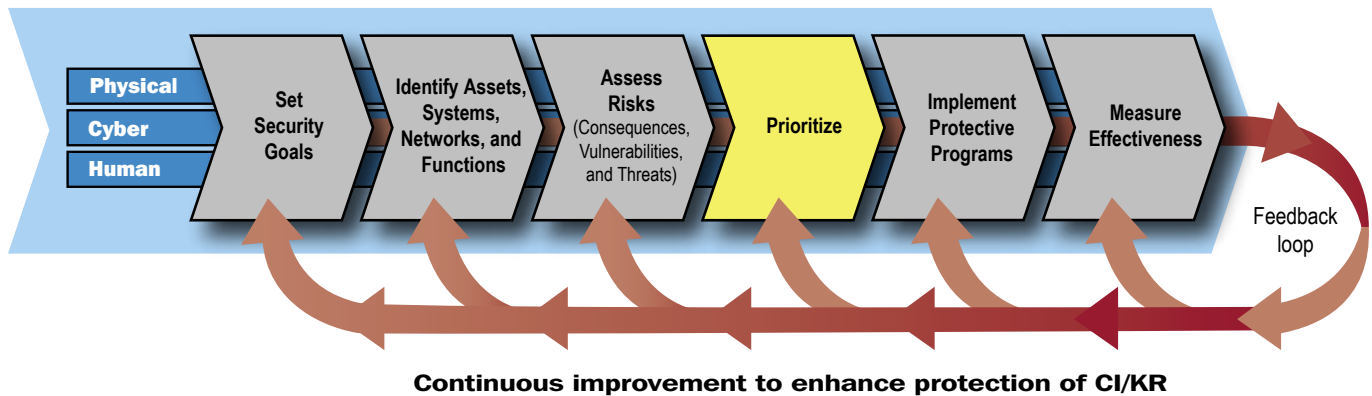 Physical
Cyber
Human
Set
Security
Goals
Identify Assets,
Systems,
Networks, and
Functions
Assess
Risks
(Consequences,
Vulnerabilities,
and Threats)
Prioritize
Implement
Protective
Programs
Measure
Effectiveness
Feedback
loop
Continuous improvement to enhance protection of CI/KR